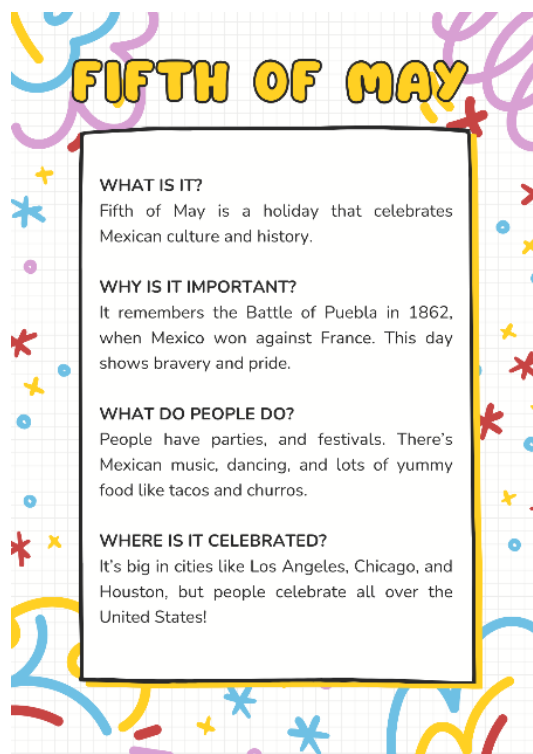 FIFTH OF MAY
WHAT IS IT?
Fifth of May is a holiday that celebrates
Mexican culture and history.
WHY IS IT IMPORTANT?
It remembers the Battle of Puebla in 1862,
when Mexico won against France. This day
shows bravery and pride.
WHAT DO PEOPLE DO?
People have parties, and festivals. There's
Mexican music, dancing, and lots of yummy
food like tacos and churros.
WHERE IS IT CELEBRATED?
It's big in cities like Los Angeles, Chicago, and
Houston, but people celebrate all over the
United States!